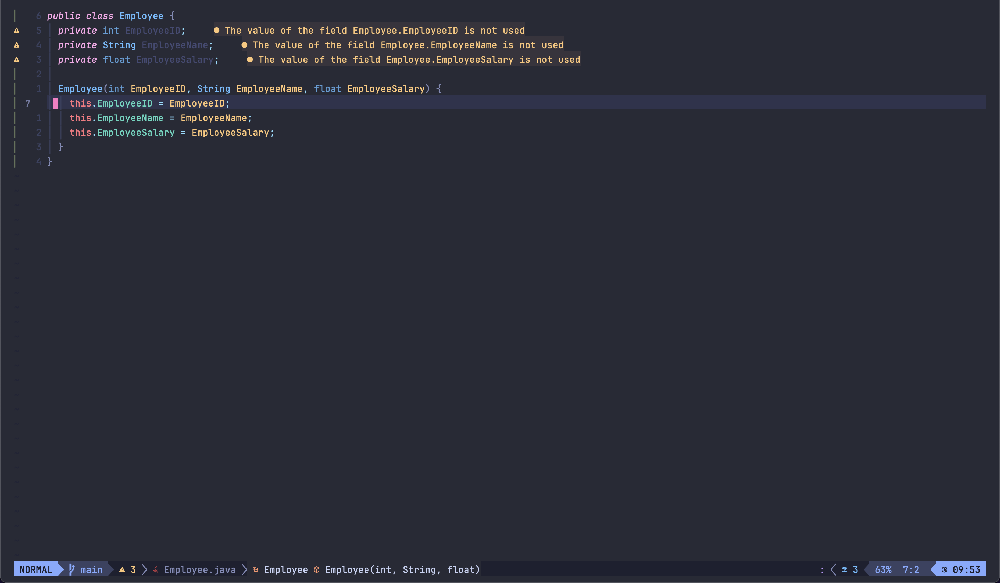 6 public class Employee {
5 private int EmployeeID; ● The value of the field Employee.EmployeeID is not used
4 private String EmployeeName; ● The value of the field Employee.EmployeeName is not used
3 private float EmployeeSalary; ● The value of the field Employee.EmployeeSalary is not used
2
1 Employee(int EmployeeID, String EmployeeName, float EmployeeSalary) {
7 this.EmployeeID = EmployeeID;
1 this.EmployeeName = EmployeeName;
2 this.EmployeeSalary = EmployeeSalary;
3 }
4 }
NORMAL main 3 Employee.java Employee Employee(int, String, float) : 3 63% 7:2 09:53